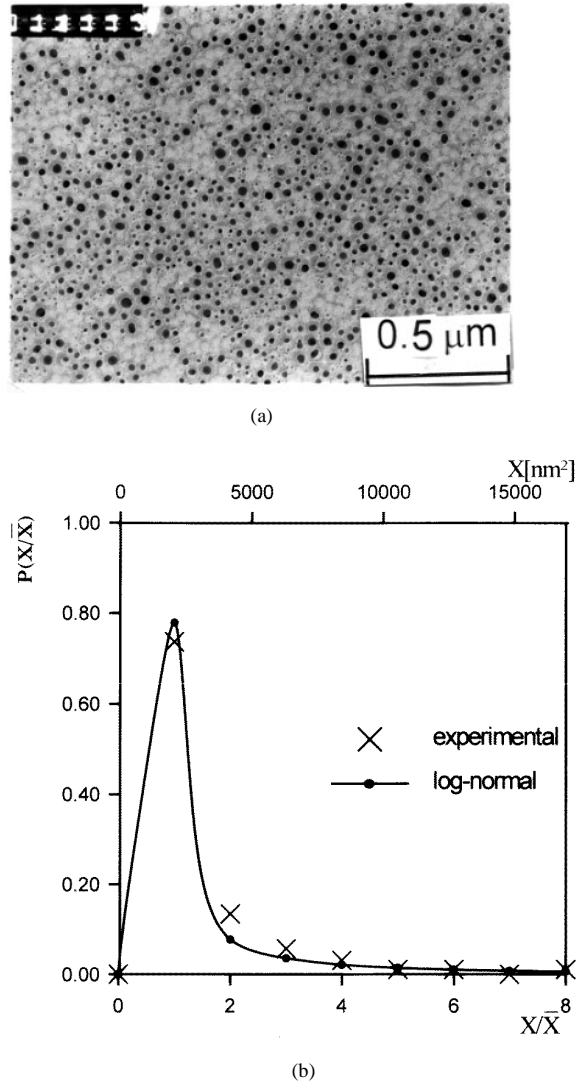 0.5 μm
(a)
X[nm²]
0 5000 10000 15000
P(X/X̅)
1.00
0.80
0.60
0.40
0.20
0.00
experimental
log-normal
0 2 4 6 8
X/X̅
(b)